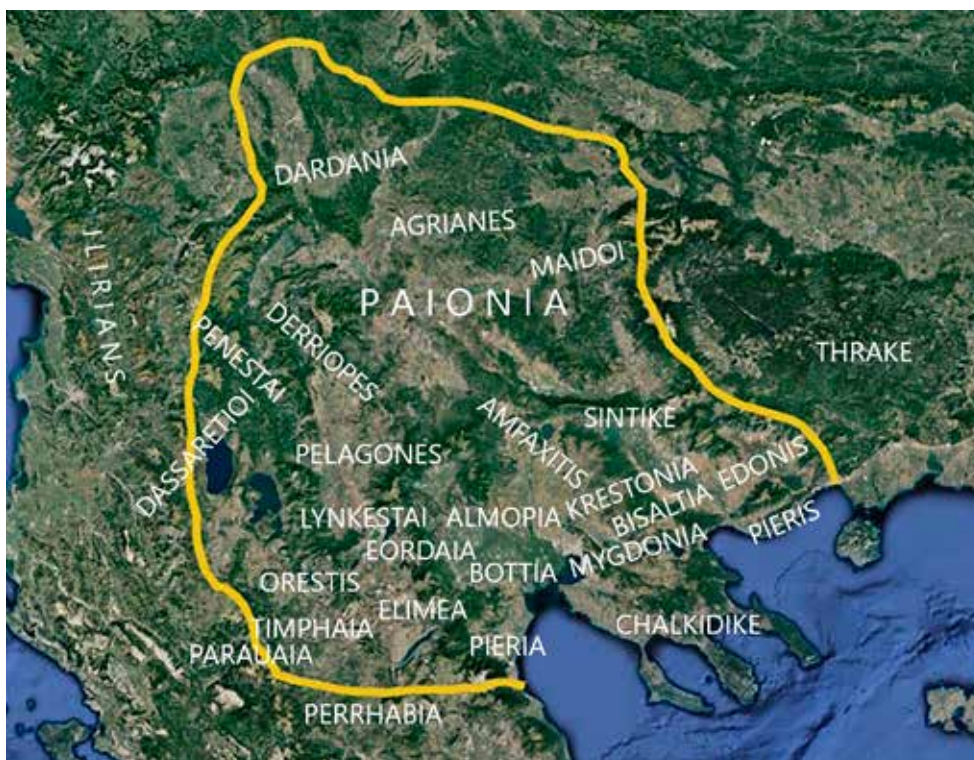 DARDANIA
AGRIANES
MAIDOI
JLIRIANS
PAIONIA
PENESTAI
DERRIOPES
THRAKE
DASSARETIOI
AMFAXITIS
SINTIKE
PELAGONES
KRESTONIA
BISALTIA
EDONIS
LYNKESTAI
ALMOPIA
PIERIS
EORDAIA
MYGDONIA
BOTTIA
ORESTIS
ELIMEA
TIMPHAIA
CHALKIDIKE
PARAUAIA
PIERIA
PERRHABIA